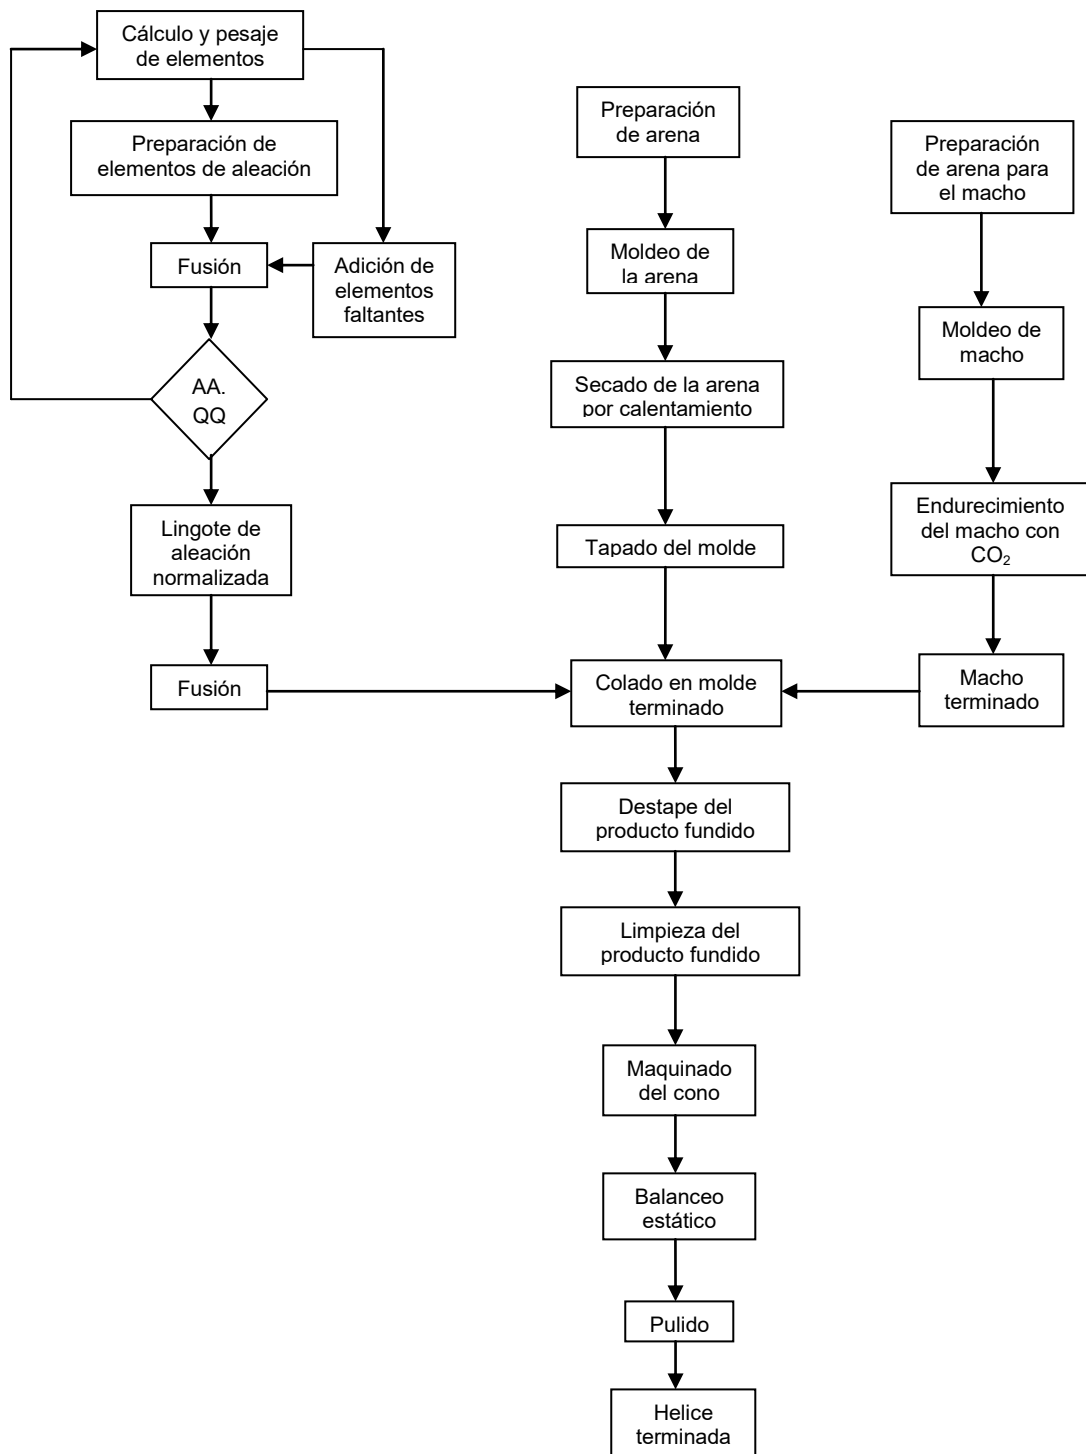 Cálculo y pesaje
de elementos
Preparación de
elementos de aleación
Fusión
Adición de
elementos
faltantes
AA.
QQ
Lingote de
aleación
normalizada
Fusión
Preparación
de arena
Moldeo de
la arena
Secado de la arena
por calentamiento
Tapado del molde
Colado en molde
terminado
Preparación
de arena para
el macho
Moldeo de
macho
Endurecimiento
del macho con
CO₂
Macho
terminado
Destape del
producto fundido
Limpieza del
producto fundido
Maquinado
del cono
Balanceo
estático
Pulido
Helice
terminada